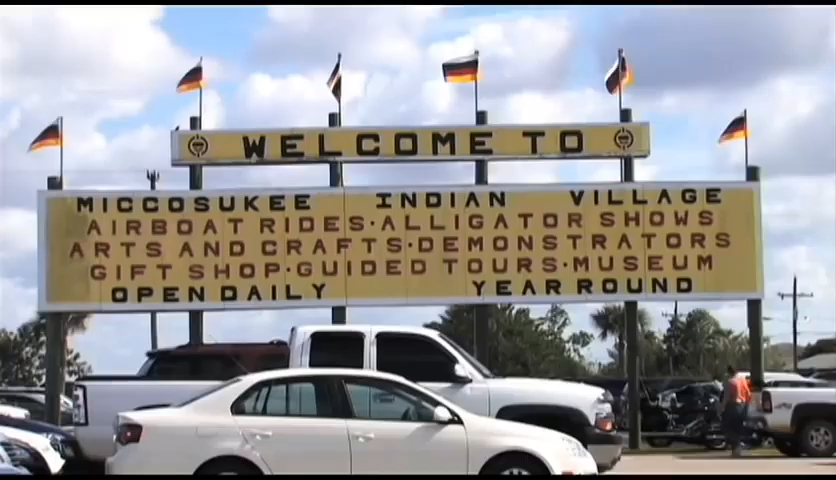 WELCOME TO
MICCOSUKEE INDIAN VILLAGE
AIRBOAT RIDES·ALLIGATOR SHOWS
ARTS AND CRAFTS·DEMONSTRATORS
GIFT SHOP·GUIDED TOURS·MUSEUM
OPEN DAILY YEAR ROUND